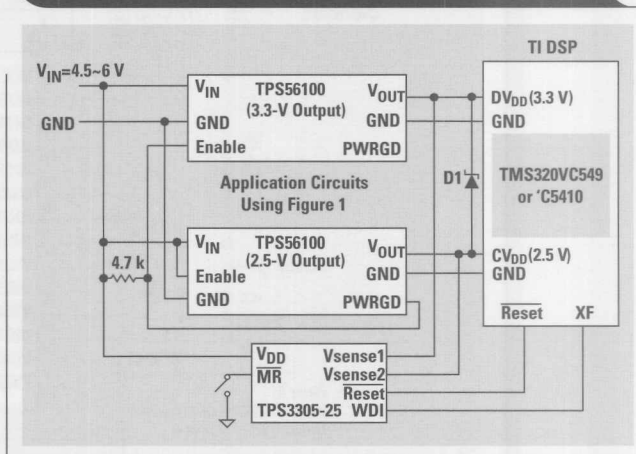 TI DSP
V_IN=4.5~6 V
GND
V_IN
TPS56100
(3.3-V Output)
V_OUT
GND
GND
Enable
PWRGD
DV_DD(3.3 V)
GND
D1
TMS320VC549
or 'C5410
Application Circuits
Using Figure 1
V_IN
TPS56100
(2.5-V Output)
V_OUT
4.7 k
Enable
GND
GND
PWRGD
CV_DD(2.5 V)
GND
Reset
XF
V_DD
Vsense1
MR
Vsense2
Reset
TPS3305-25
WDI